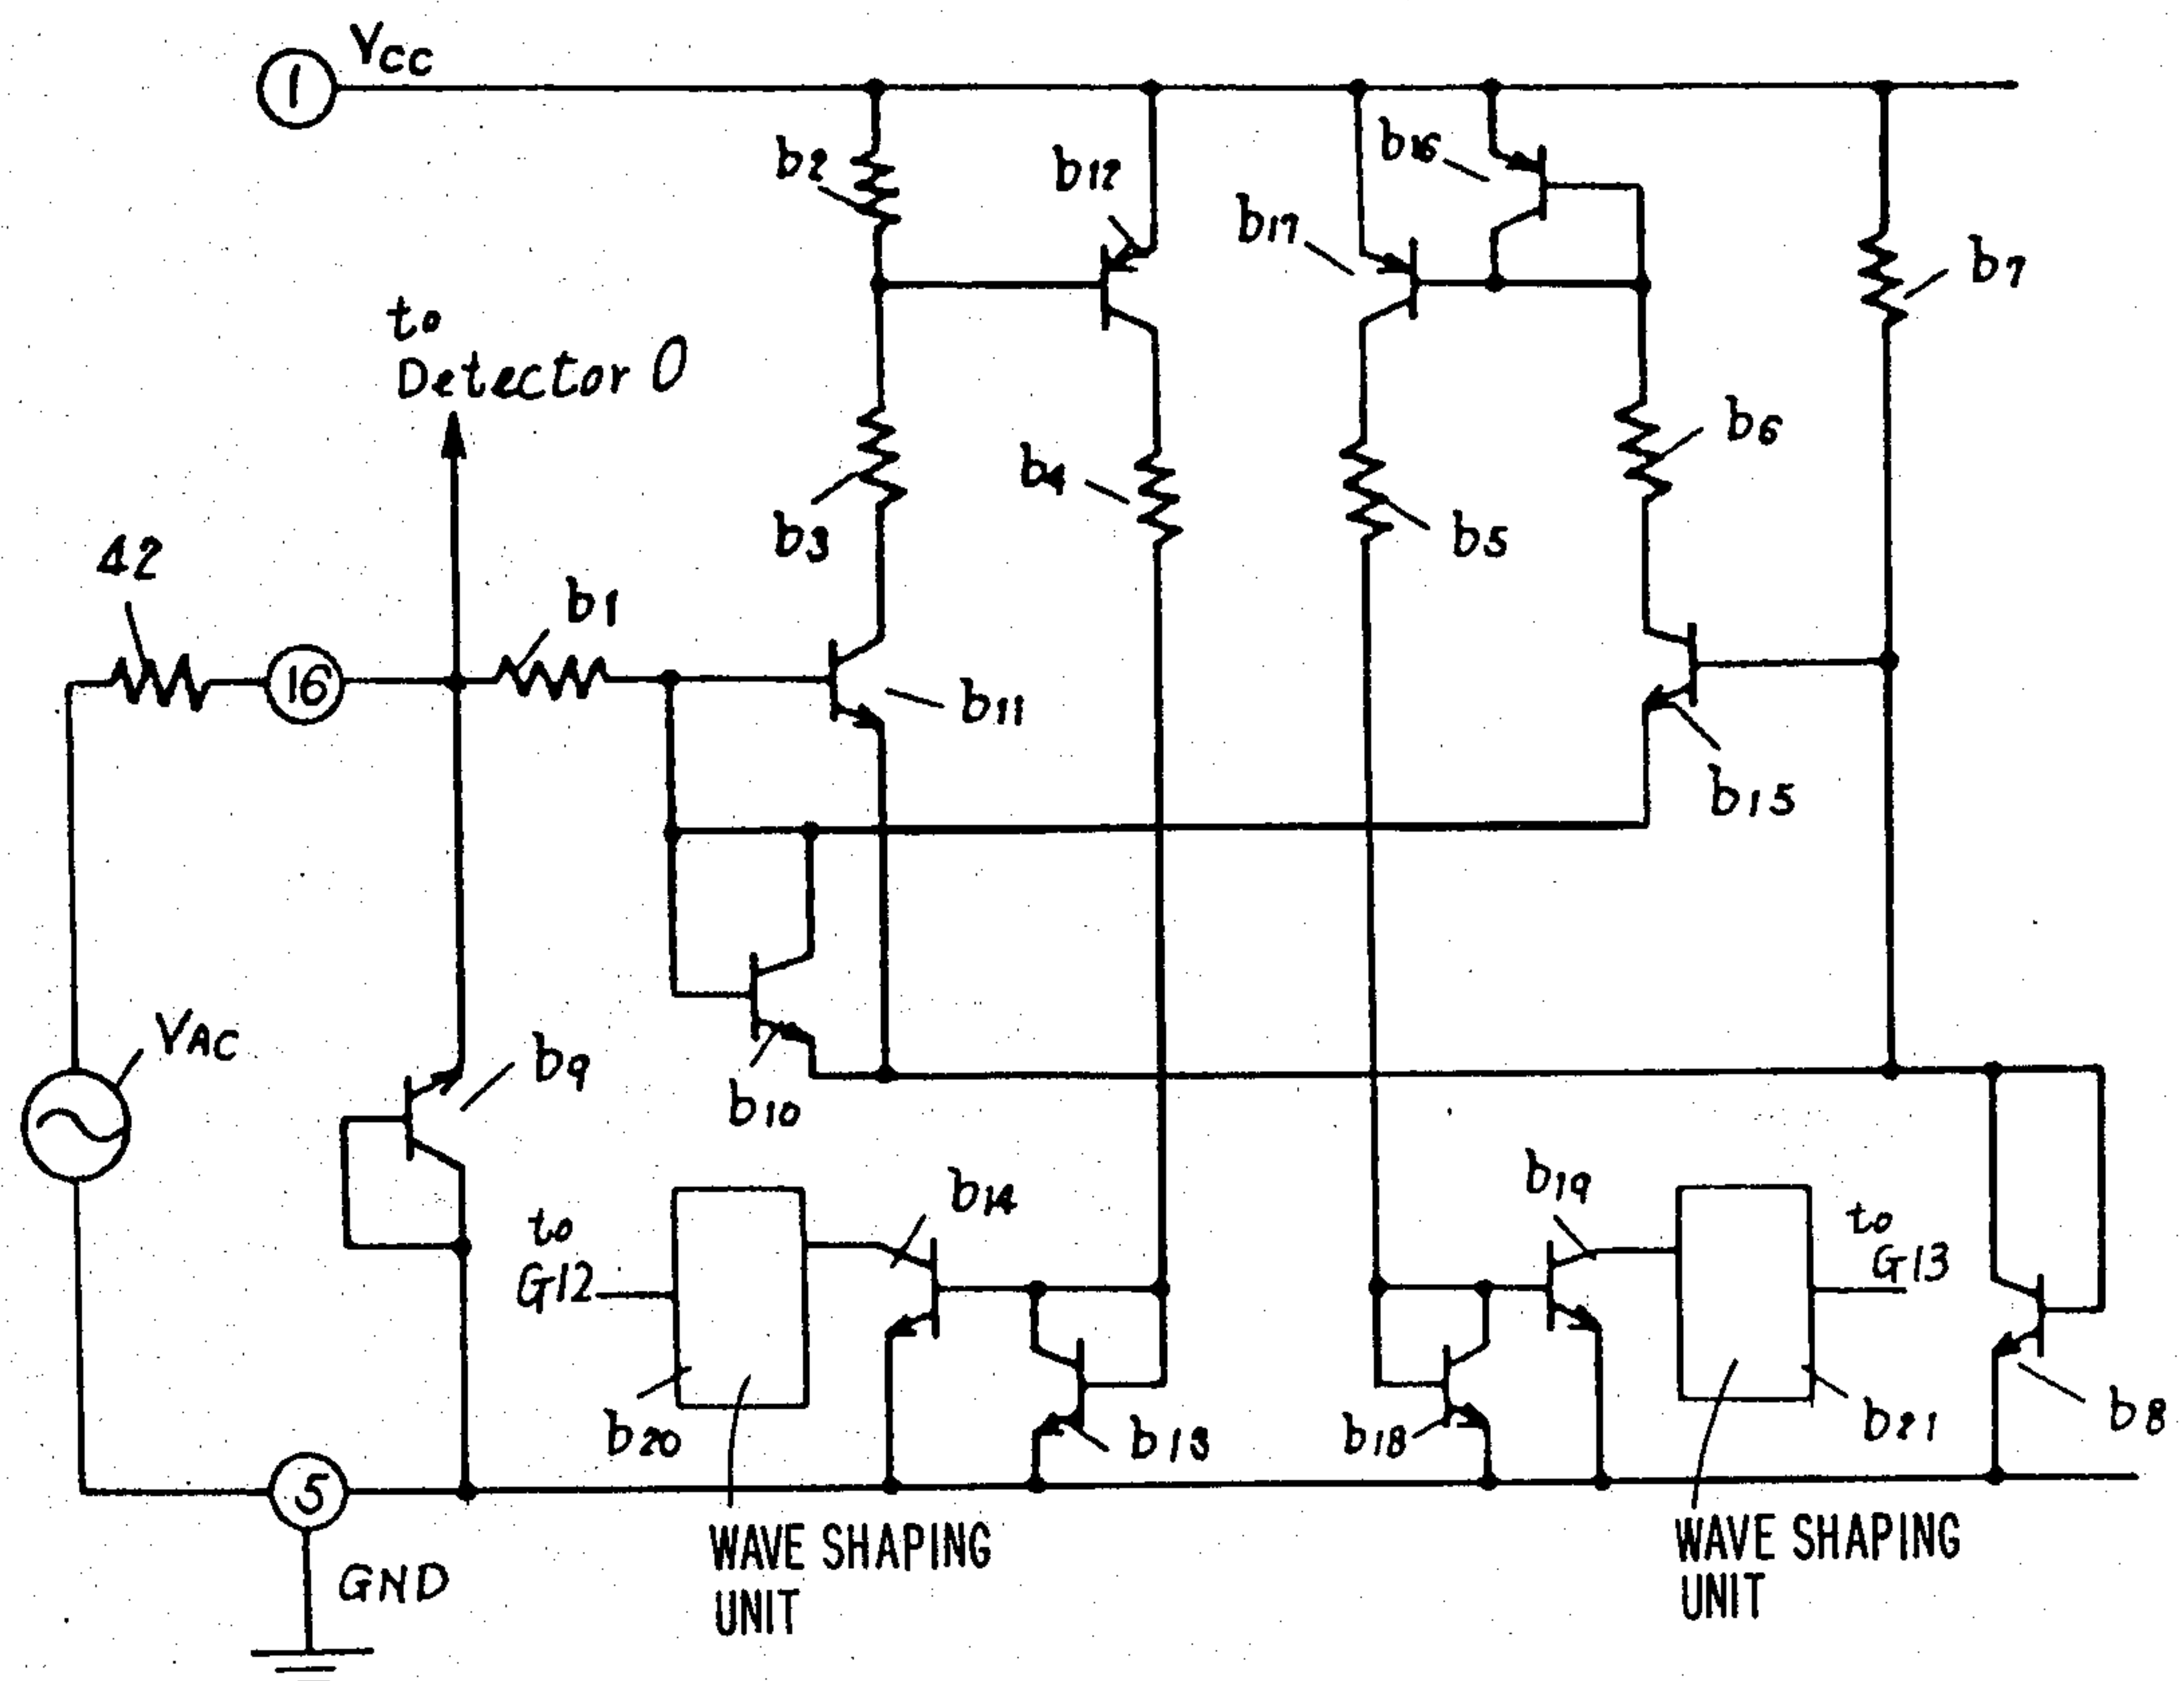 1
VCC
b2
b12
b16
b17
b7
to
Detector 0
b3
b4
b5
b6
42
16
b1
b11
b15
VAC
b9
b10
b14
b19
to
G12
to
G13
b20
b13
b18
b21
b8
5
GND
WAVE SHAPING
UNIT
WAVE SHAPING
UNIT